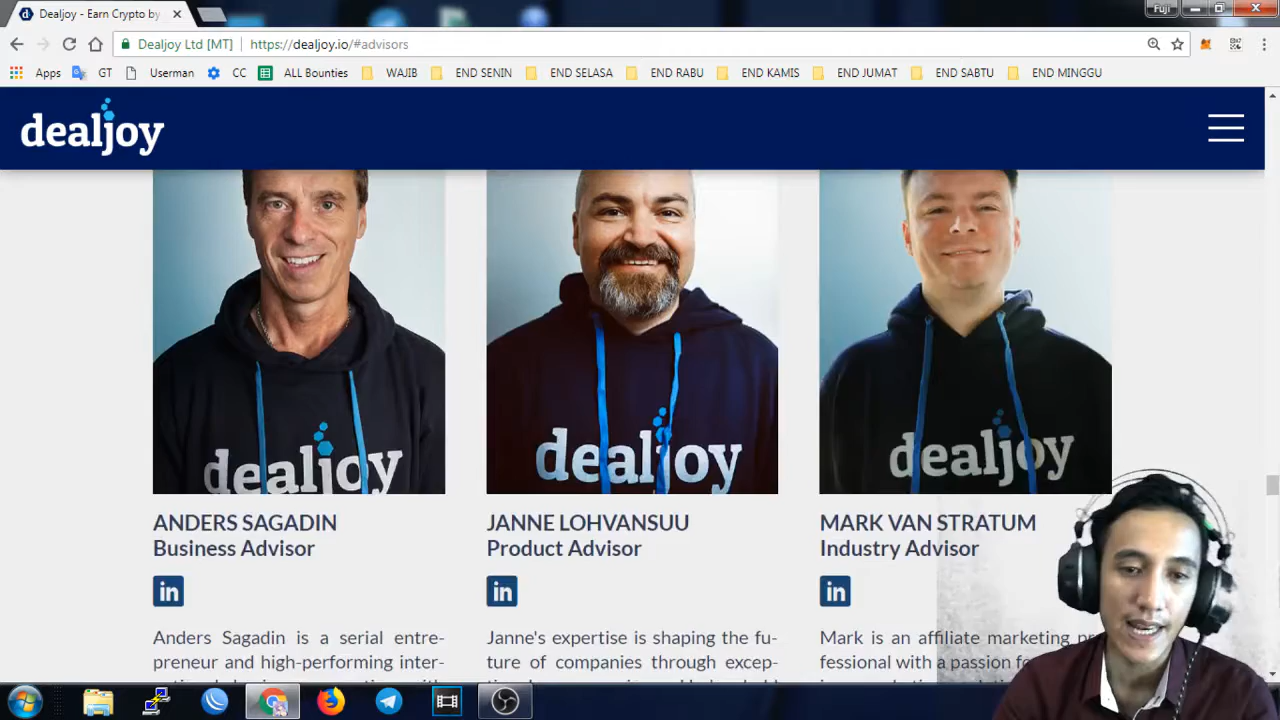 Dealjoy - Earn Crypto by
Fuji
Dealjoy Ltd [MT]
https://dealjoy.io/#advisors
Apps
GT
Userman
CC
ALL Bounties
WAJIB
END SENIN
END SELASA
END RABU
END KAMIS
END JUMAT
END SABTU
END MINGGU
dealjoy
dealjoy
dealjoy
dealjoy
ANDERS SAGADIN
Business Advisor
in
Anders Sagadin is a serial entre-
preneur and high-performing inter-
JANNE LOHVANSUU
Product Advisor
in
Janne's expertise is shaping the fu-
ture of companies through excep-
MARK VAN STRATUM
Industry Advisor
in
Mark is an affiliate marketing
fessional with a passion